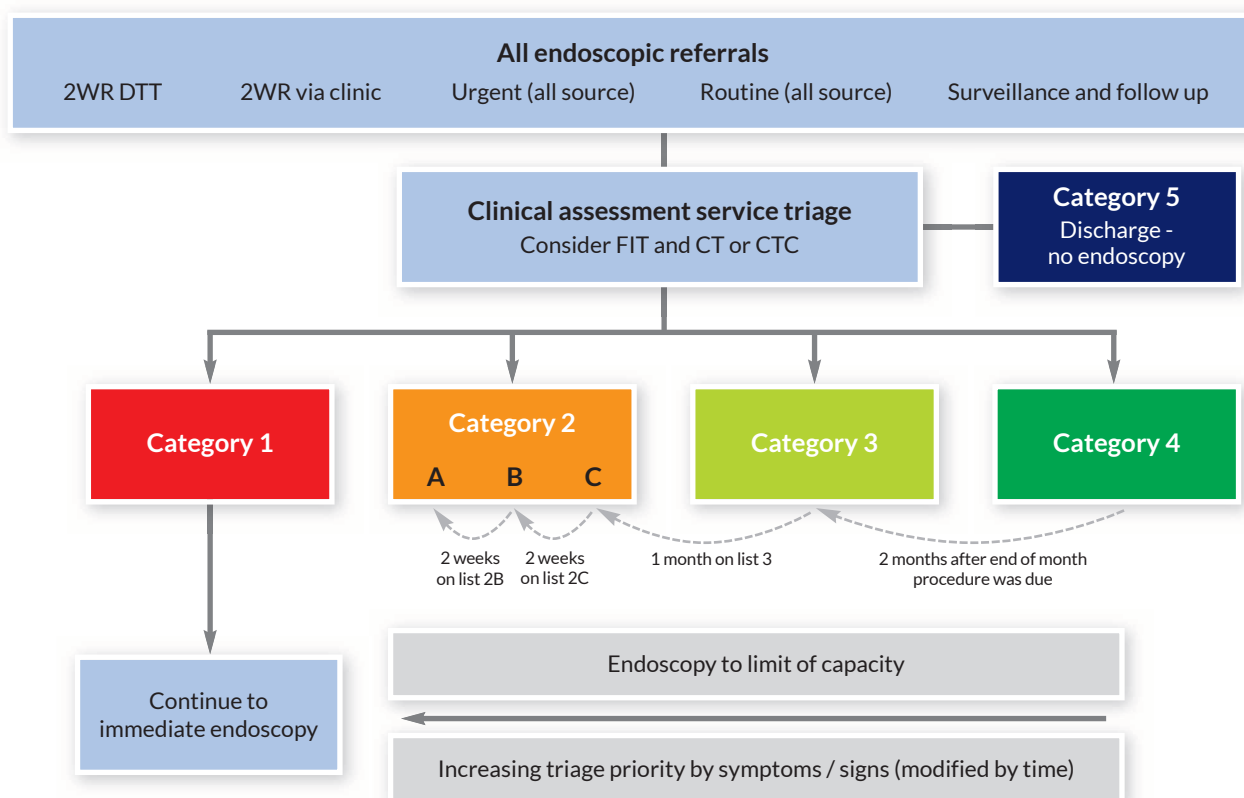 All endoscopic referrals
2WR DTT 2WR via clinic Urgent (all source) Routine (all source) Surveillance and follow up
Clinical assessment service triage
Consider FIT and CT or CTC
Category 5
Discharge -
no endoscopy
Category 1
Category 2
A B C
Category 3
Category 4
2 weeks
on list 2B
2 weeks
on list 2C
1 month on list 3
2 months after end of month
procedure was due
Continue to
immediate endoscopy
Endoscopy to limit of capacity
Increasing triage priority by symptoms / signs (modified by time)